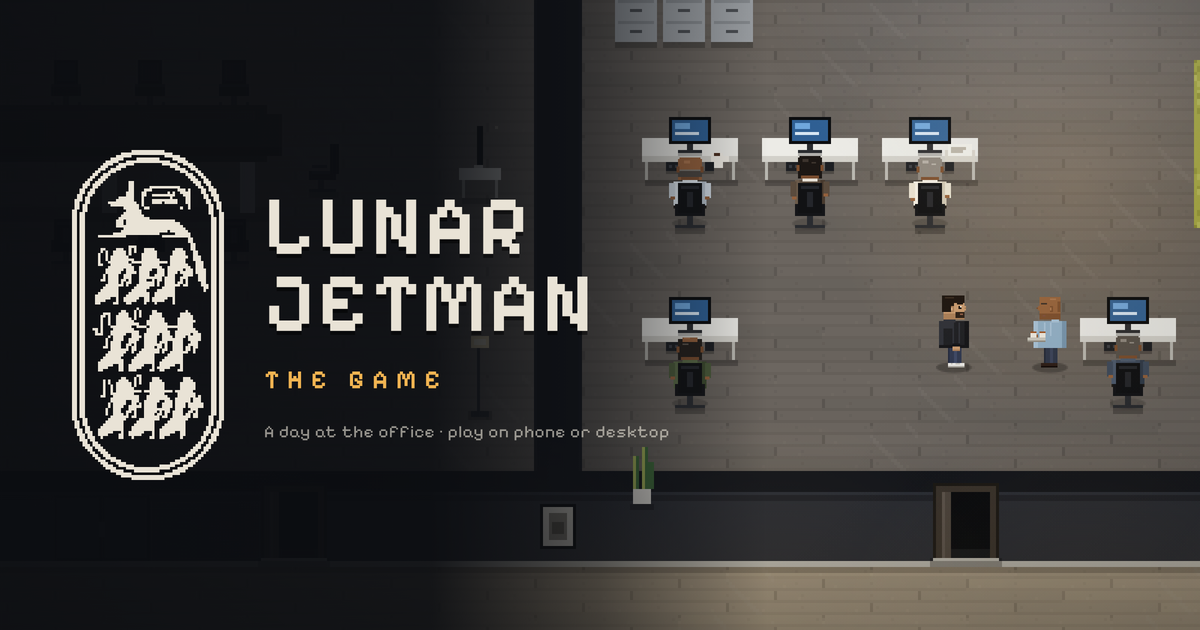 LUNAR
JETMAN
THE GAME
A day at the office · play on phone or desktop